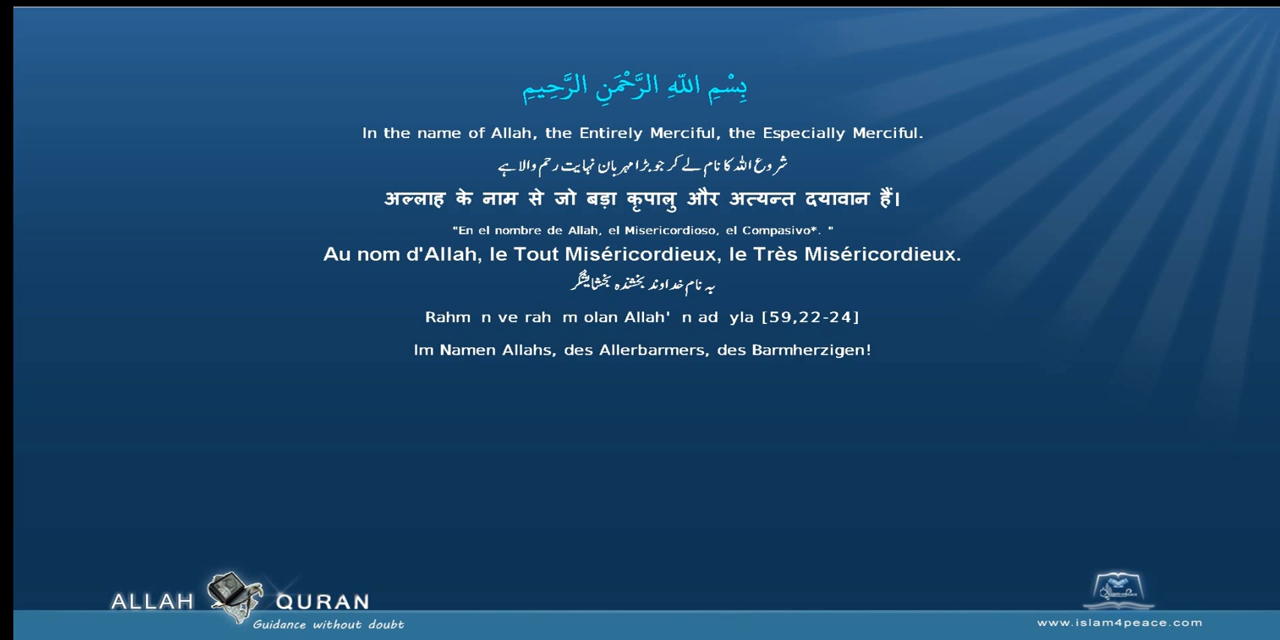 بِسْمِ اللَّهِ الرَّحْمَنِ الرَّحِيمِ
In the name of Allah, the Entirely Merciful, the Especially Merciful.
شروع الله کا نام لے کر جو بڑا مہربان نہایت رحم والا ہے
अल्लाह के नाम से जो बड़ा कृपालु और अत्यन्त दयावान हैं।
"En el nombre de Allah, el Misericordioso, el Compasivo*. "
Au nom d'Allah, le Tout Miséricordieux, le Très Miséricordieux.
به نام خداوند بخشنده بخشایشگر
Rahm n ve rah m olan Allah' n ad yla [59,22-24]
Im Namen Allahs, des Allerbarmers, des Barmherzigen!
ALLAH QURAN
Guidance without doubt
www.islam4peace.com